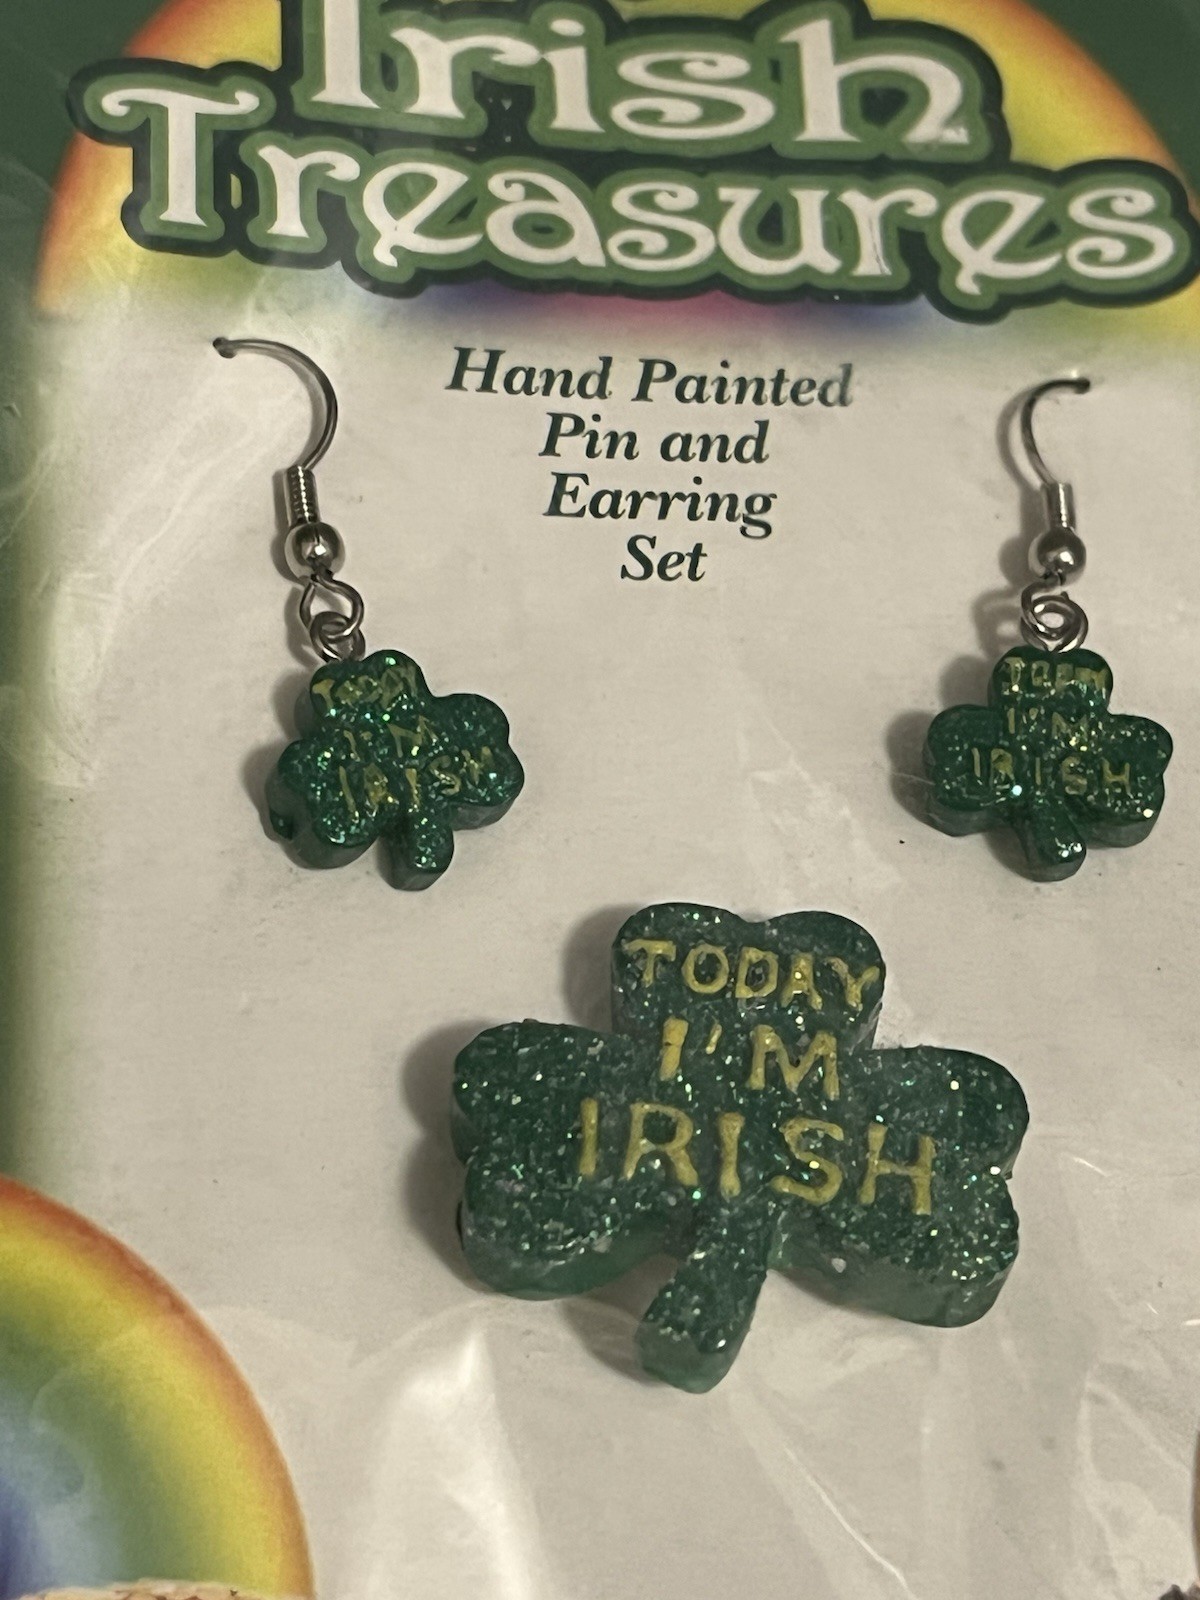 Irish
Treasures
Hand Painted
Pin and
Earring
Set
TODAY
I'M
IRISH
TODAY
I'M
IRISH
TODAY
I'M
IRISH